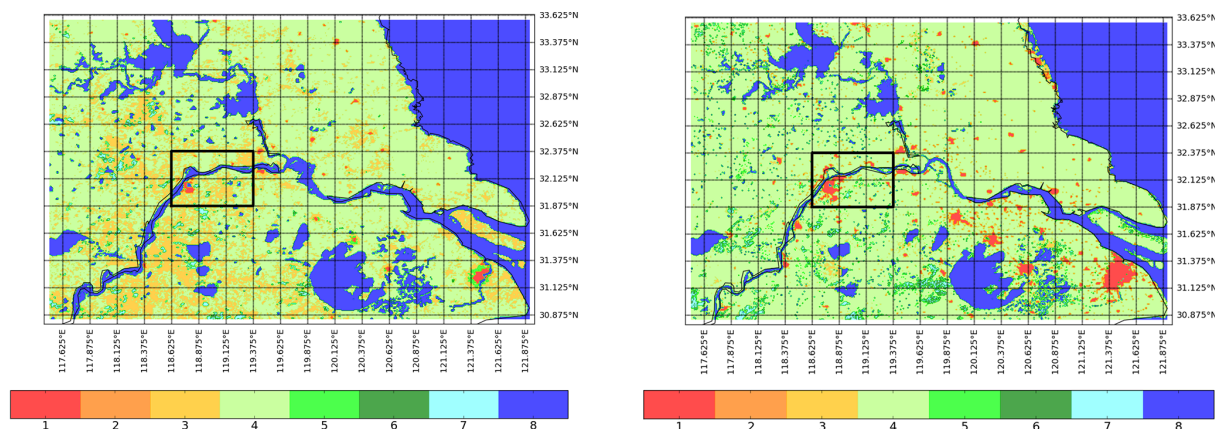 33.625°N
33.375°N
33.125°N
32.875°N
32.625°N
32.375°N
32.125°N
31.875°N
31.625°N
31.375°N
31.125°N
30.875°N
117.625°E
117.875°E
118.125°E
118.375°E
118.625°E
118.875°E
119.125°E
119.375°E
119.625°E
119.875°E
120.125°E
120.375°E
120.625°E
120.875°E
121.125°E
121.375°E
121.625°E
121.875°E
1 2 3 4 5 6 7 8
33.625°N
33.375°N
33.125°N
32.875°N
32.625°N
32.375°N
32.125°N
31.875°N
31.625°N
31.375°N
31.125°N
30.875°N
117.625°E
117.875°E
118.125°E
118.375°E
118.625°E
118.875°E
119.125°E
119.375°E
119.625°E
119.875°E
120.125°E
120.375°E
120.625°E
120.875°E
121.125°E
121.375°E
121.625°E
121.875°E
1 2 3 4 5 6 7 8